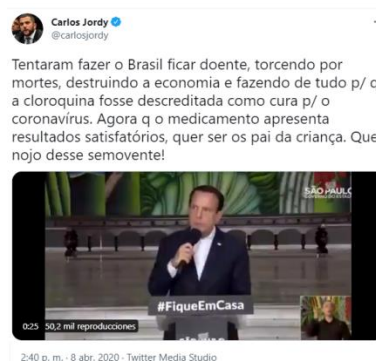 Carlos Jordy
@carlosjordy
Tentaram fazer o Brasil ficar doente, torcendo por
mortes, destruindo a economia e fazendo de tudo p/
a cloroquina fosse descreditada como cura p/ o
coronavírus. Agora q o medicamento apresenta
resultados satisfatórios, quer ser os pai da criança. Que
nojo desse semovente!
SÃO PAULO
#FiqueEmCasa
0:25 50,2 mil reproducciones
2:40 p. m. · 8 abr. 2020 · Twitter Media Studio